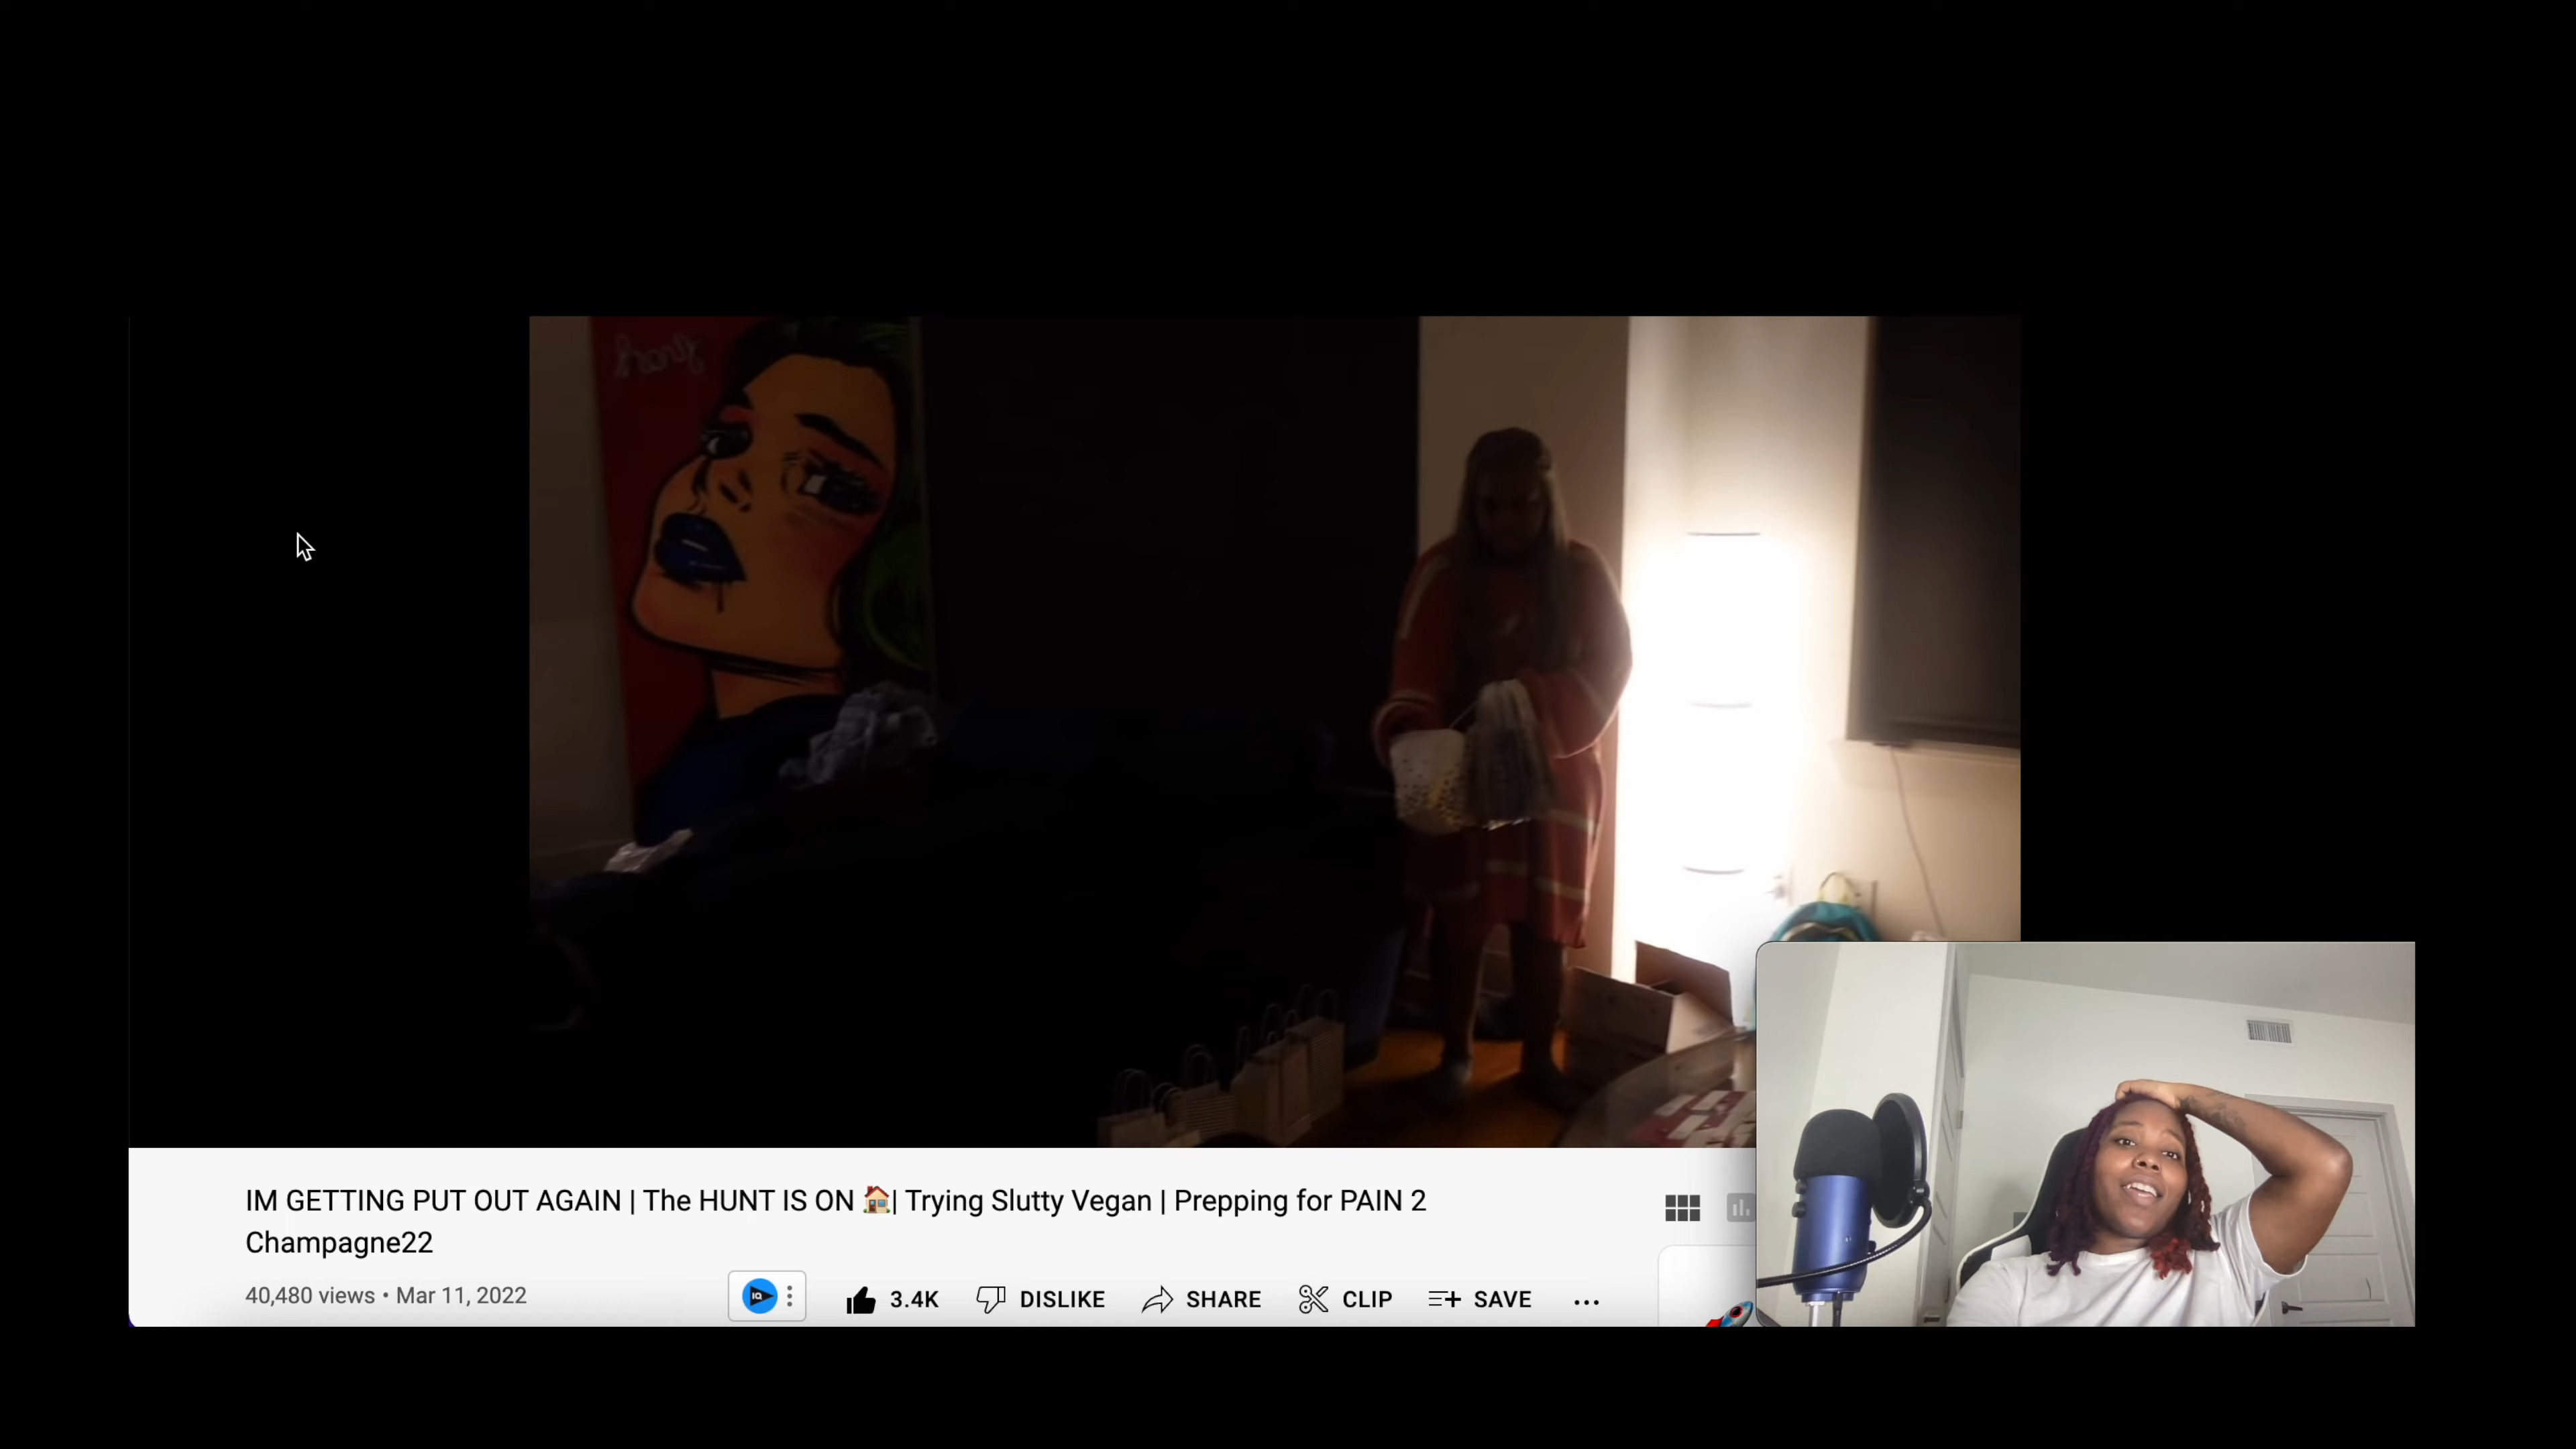 IM GETTING PUT OUT AGAIN | The HUNT IS ON 🏠| Trying Slutty Vegan | Prepping for PAIN 2
Champagne22
40,480 views • Mar 11, 2022
IQ
3.4K
DISLIKE
SHARE
CLIP
SAVE